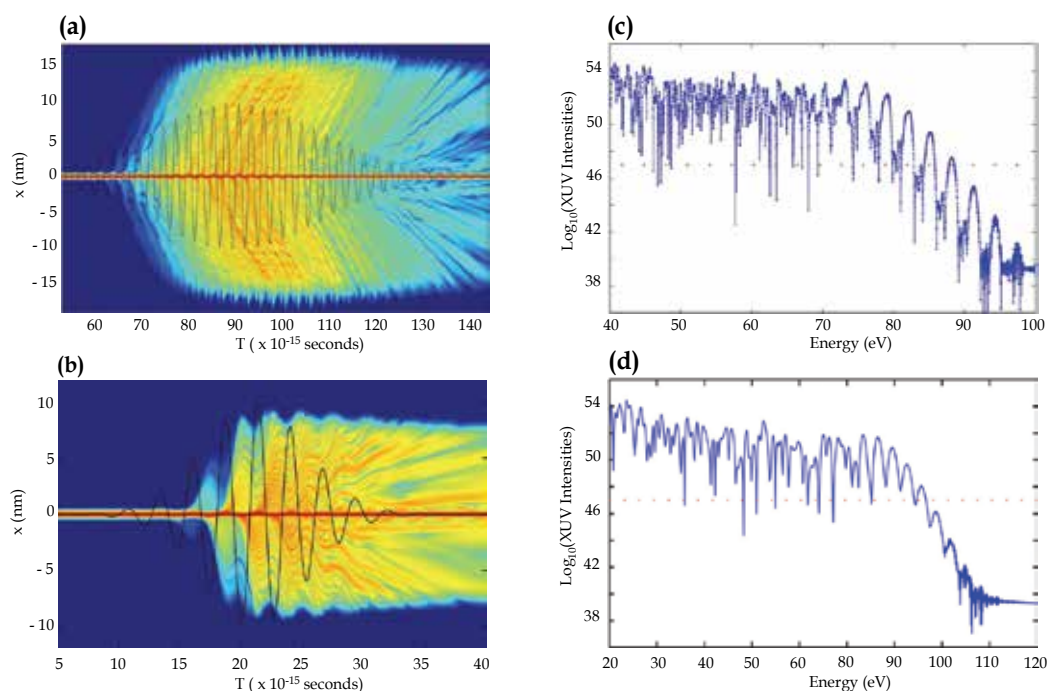 (a)
x (nm)
15
10
5
0
- 5
- 10
- 15
60 70 80 90 100 110 120 130 140
T ( x 10⁻¹⁵ seconds)
(c)
Log₁₀(XUV Intensities)
54
50
46
42
38
40 50 60 70 80 90 100
Energy (eV)
(b)
x (nm)
10
5
0
- 5
- 10
5 10 15 20 25 30 35 40
T ( x 10⁻¹⁵ seconds)
(d)
Log₁₀(XUV Intensities)
54
50
46
42
38
20 30 40 50 60 70 80 90 100 110 120
Energy (eV)